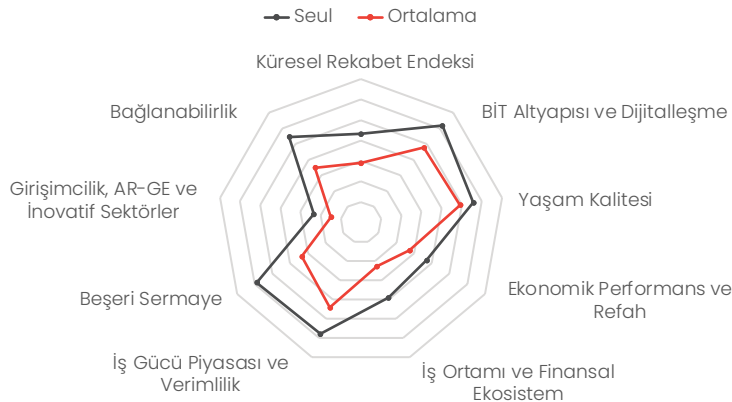 Seul
Ortalama
Küresel Rekabet Endeksi
Bağlanabilirlik
BİT Altyapısı ve Dijitalleşme
Girişimcilik, AR-GE ve
İnovatif Sektörler
Yaşam Kalitesi
Beşeri Sermaye
Ekonomik Performans ve
Refah
İş Gücü Piyasası ve
Verimlilik
İş Ortamı ve Finansal
Ekosistem